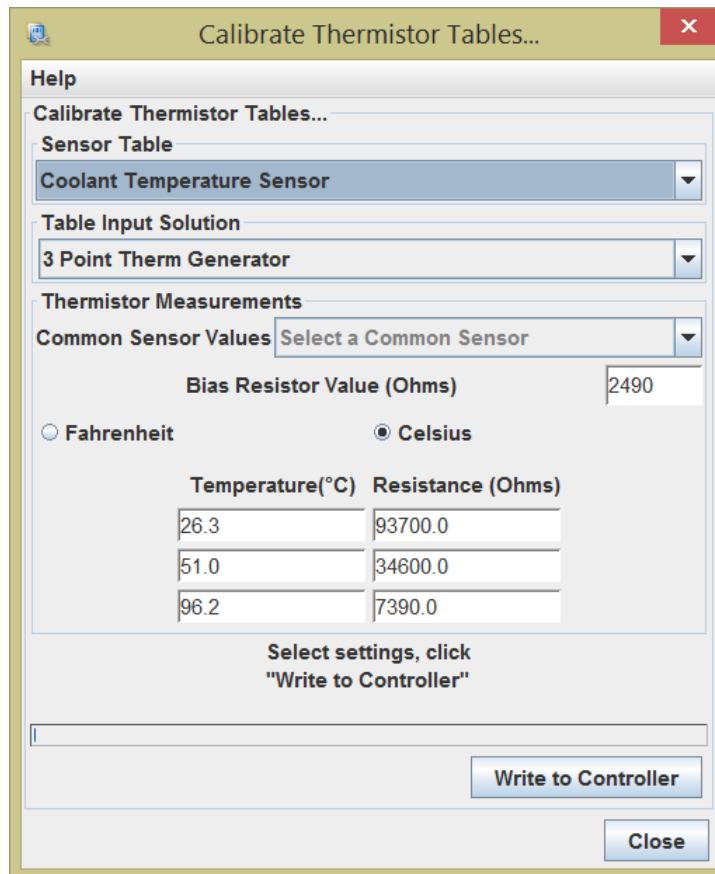 Calibrate Thermistor Tables...
x
Help
Calibrate Thermistor Tables...
Sensor Table
Coolant Temperature Sensor
Table Input Solution
3 Point Therm Generator
Thermistor Measurements
Common Sensor Values Select a Common Sensor
Bias Resistor Value (Ohms) 2490
Fahrenheit Celsius
Temperature(°C) Resistance (Ohms)
26.3 93700.0
51.0 34600.0
96.2 7390.0
Select settings, click
"Write to Controller"
Write to Controller
Close